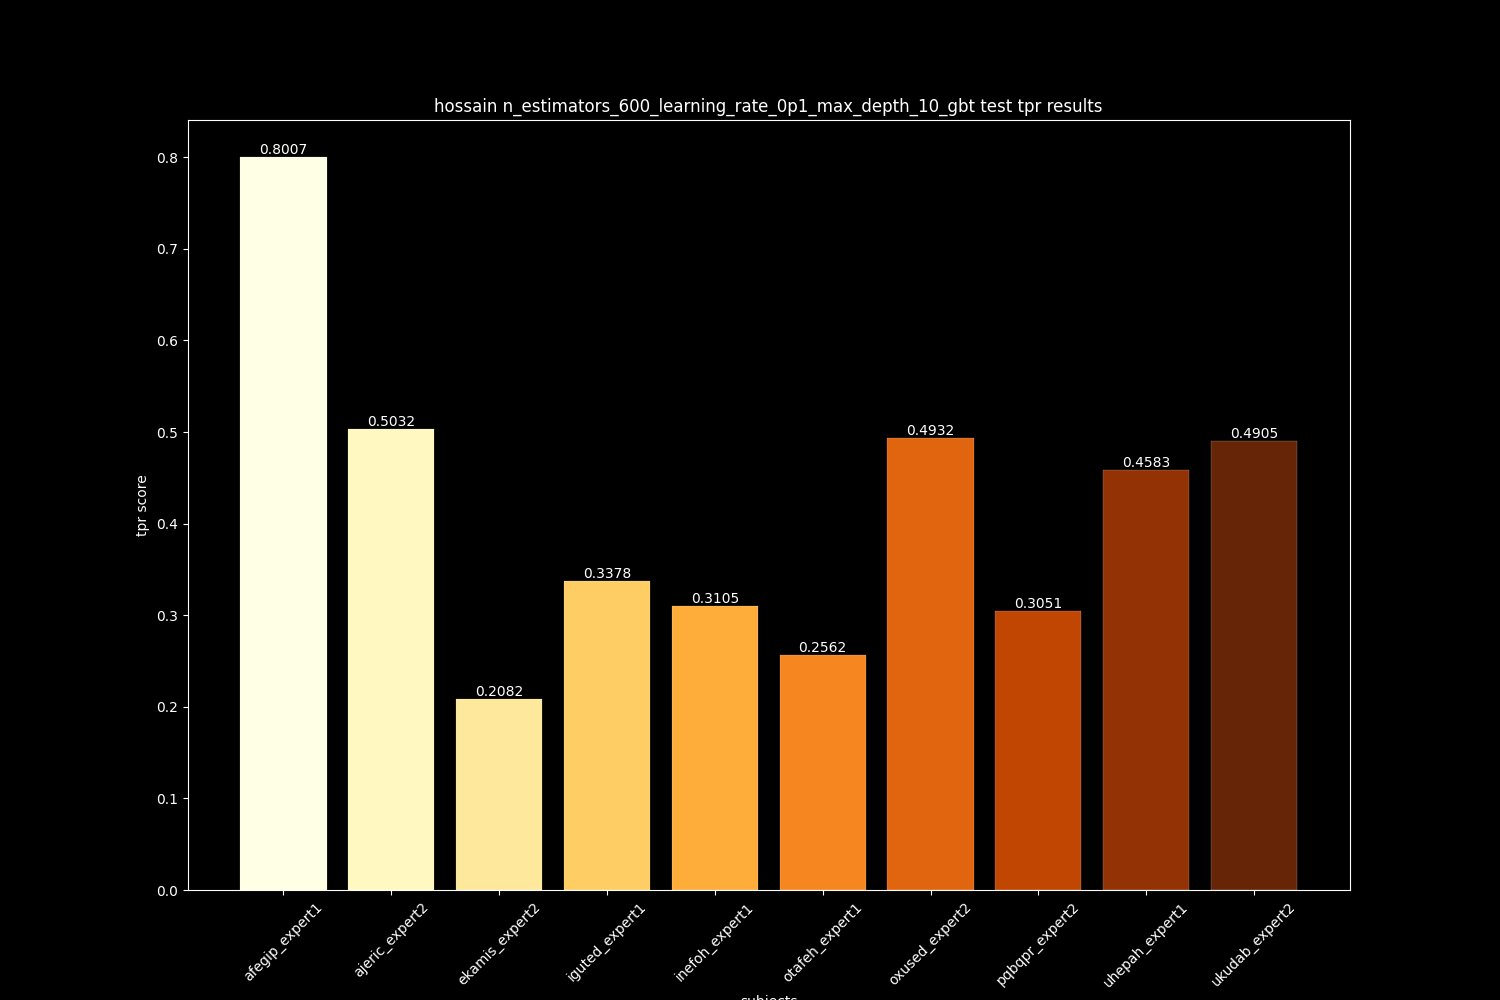 hossain n_estimators_600_learning_rate_0p1_max_depth_10_gbt test tpr results
0.8
0.7
0.6
0.5
0.4
0.3
0.2
0.1
0.0
tpr score
0.8007
0.5032
0.2082
0.3378
0.3105
0.2562
0.4932
0.3051
0.4583
0.4905
afegip_expert1
ajeric_expert2
ekamis_expert2
iguted_expert1
inefoh_expert1
otafeh_expert1
oxused_expert2
pqbqpr_expert2
uhepah_expert1
ukudab_expert2
subjects